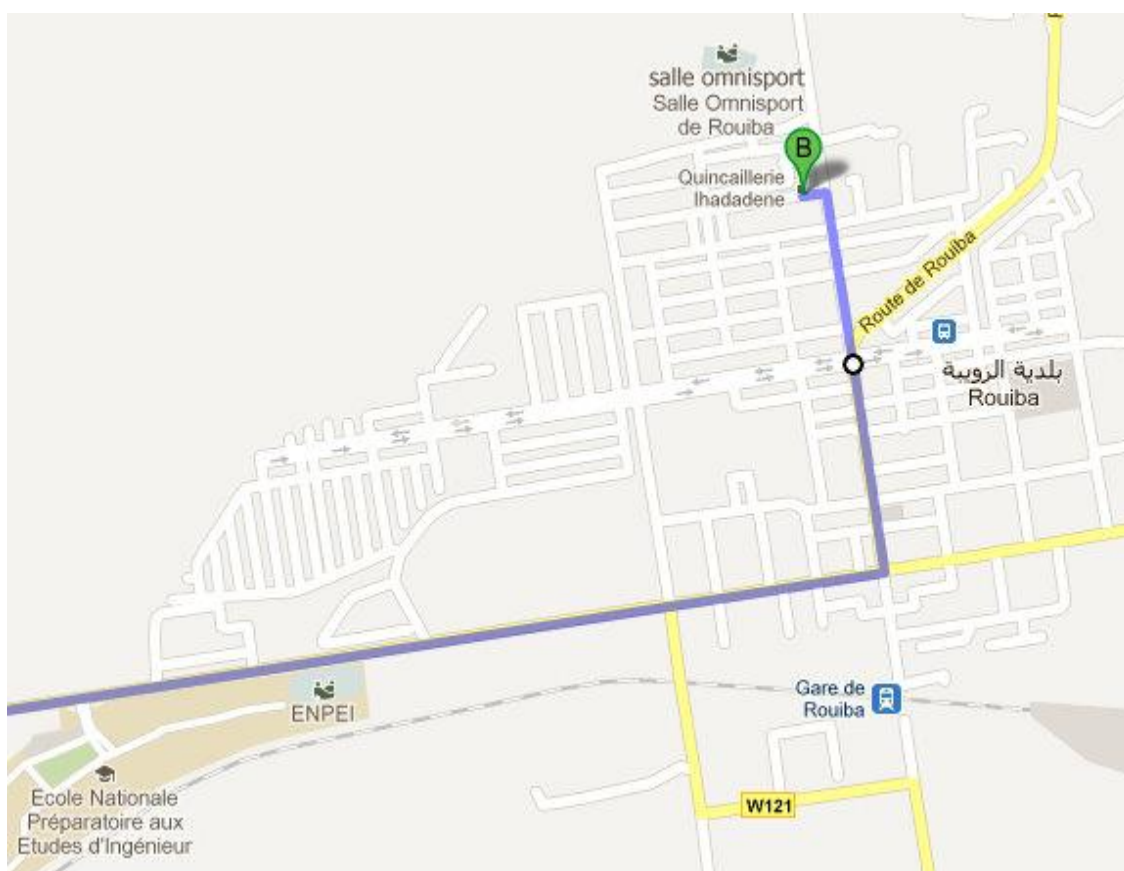 salle omnisport
Salle Omnisport
de Rouiba
B
Quincaillerie
Ihadadene
Route de Rouiba
بلدية الرويبة
Rouiba
Gare de
Rouiba
ENPEI
W121
Ecole Nationale
Préparatoire aux
Etudes d'Ingénieur